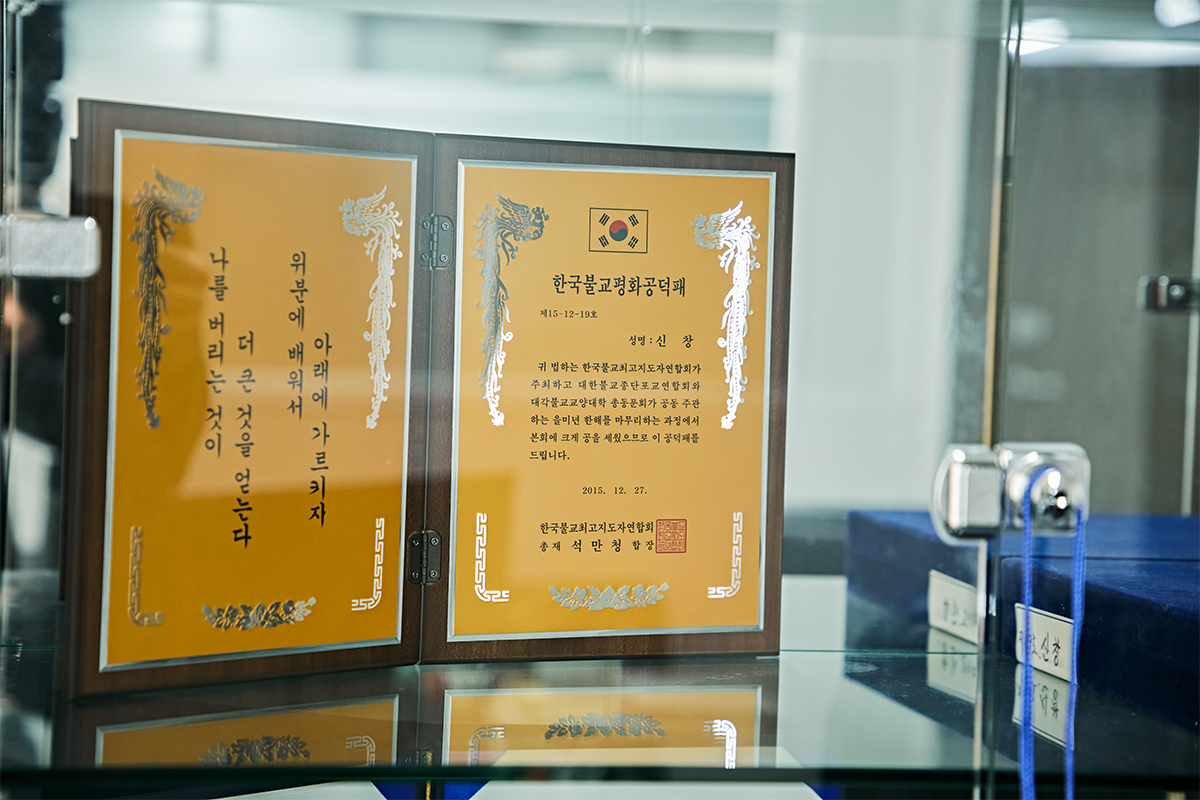 위분에 배워서
아래에 가르키자
나를 버리는 것이
더 큰 것을 얻는다
한국불교평화공덕패
제15-12-19호
성명 : 신 창
귀 법하는 한국불교최고지도자연합회가
주최하고 대한불교종단포교연합회와
대각불교교양대학 총동문회가 공동 주관
하는 을미년 한해를 마무리하는 과정에서
본회에 크게 공을 세웠으므로 이 공덕패를
드립니다.
2015. 12. 27.
한국불교최고지도자연합회
총재 석 만 청 합장
신창